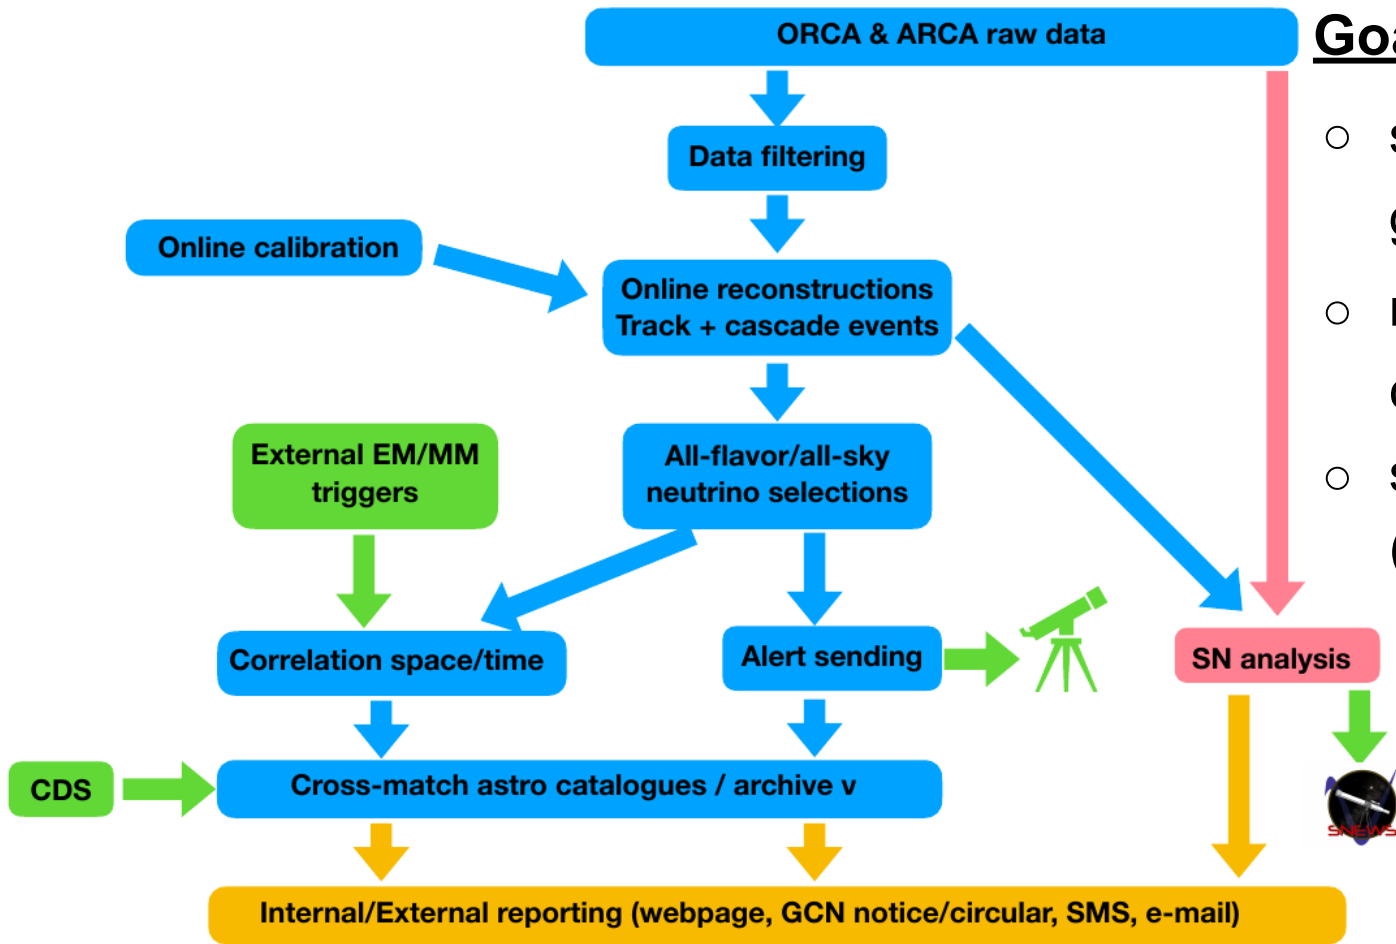 ORCA & ARCA raw data
Data filtering
Online calibration
Online reconstructions
Track + cascade events
External EM/MM
triggers
All-flavor/all-sky
neutrino selections
Correlation space/time
Alert sending
SN analysis
CDS
Cross-match astro catalogues / archive ν
SNEWS
Internal/External reporting (webpage, GCN notice/circular, SMS, e-mail)